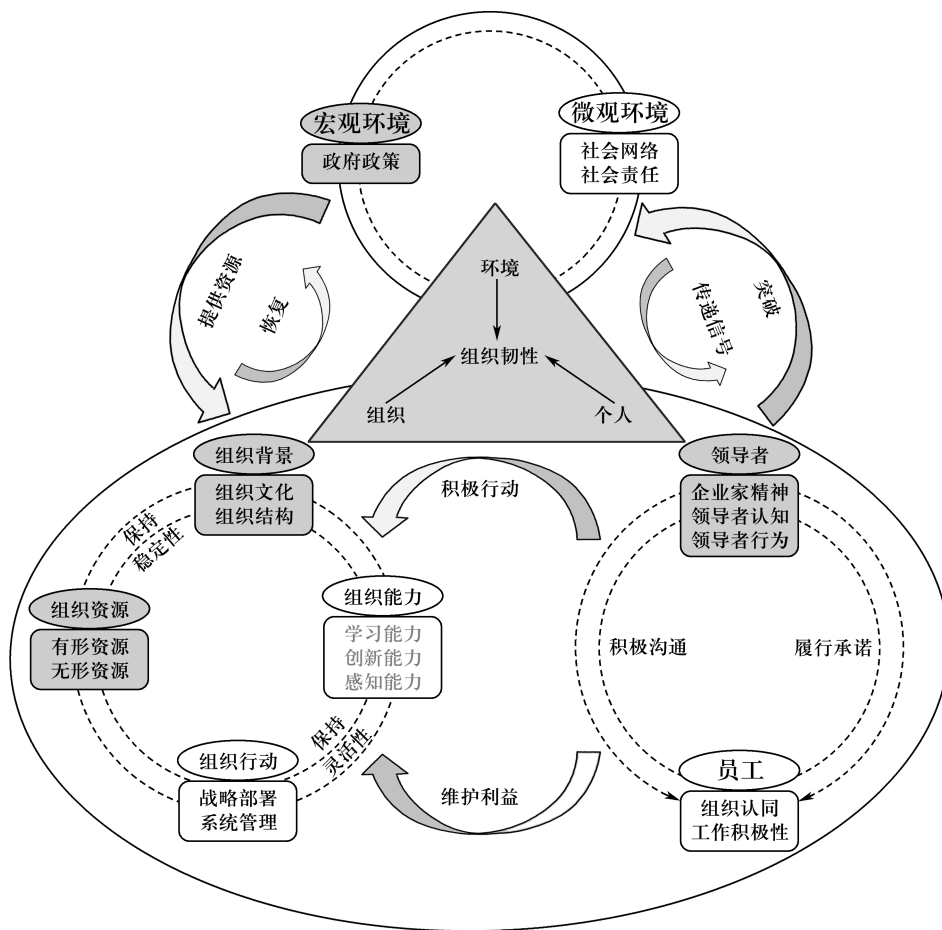 宏观环境
政府政策
微观环境
社会网络
社会责任
提供资源
恢复
传递信号
突破
环境
组织韧性
组织
个人
组织背景
组织文化
组织结构
积极行动
领导者
企业家精神
领导者认知
领导者行为
保持
稳定性
组织资源
有形资源
无形资源
组织能力
学习能力
创新能力
感知能力
积极沟通
履行承诺
保持
灵活性
组织行动
战略部署
系统管理
维护利益
员工
组织认同
工作积极性